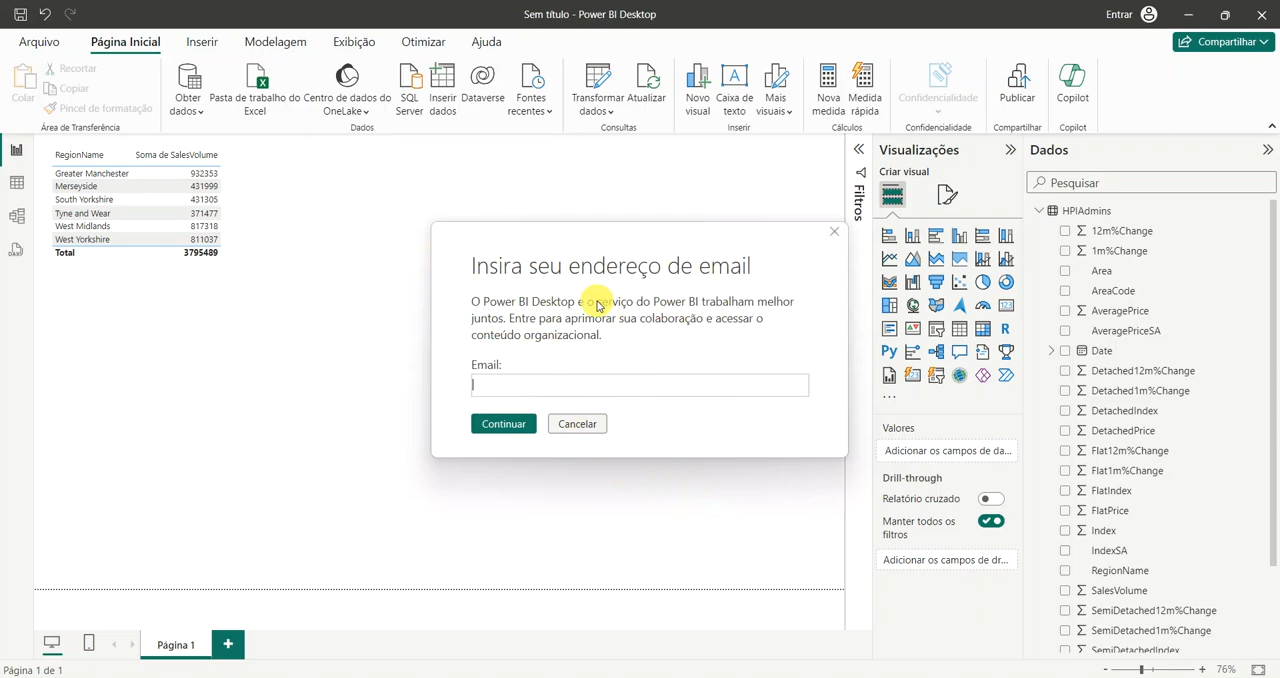 Sem título - Power BI Desktop
Entrar
Arquivo
Página Inicial
Inserir
Modelagem
Exibição
Otimizar
Ajuda
Compartilhar
Colar
Recortar
Copiar
Pincel de formatação
Área de Transferência
Obter dados
Pasta de trabalho do Excel
Centro de dados do OneLake
SQL Server
Inserir dados
Dataverse
Fontes recentes
Dados
Transformar dados
Atualizar
Consultas
Novo visual
Caixa de texto
Mais visuais
Inserir
Nova medida
Medida rápida
Cálculos
Confidencialidade
Confidencialidade
Publicar
Compartilhar
Copilot
Copilot
RegionName Soma de SalesVolume
Greater Manchester 932353
Merseyside 431999
South Yorkshire 431305
Tyne and Wear 371477
West Midlands 817318
West Yorkshire 811037
Total 3795489
Insira seu endereço de email
O Power BI Desktop e o serviço do Power BI trabalham melhor
juntos. Entre para aprimorar sua colaboração e acessar o
conteúdo organizacional.
Email:
Continuar
Cancelar
Filtros
Visualizações
Criar visual
R
Py
Valores
Adicionar os campos de da...
Drill-through
Relatório cruzado
Manter todos os
filtros
Adicionar os campos de dr...
Dados
Pesquisar
HPIAdmins
12m%Change
1m%Change
Area
AreaCode
AveragePrice
AveragePriceSA
Date
Detached12m%Change
Detached1m%Change
DetachedIndex
DetachedPrice
Flat12m%Change
Flat1m%Change
FlatIndex
FlatPrice
Index
IndexSA
RegionName
SalesVolume
SemiDetached12m%Change
SemiDetached1m%Change
SemiDetachedIndex
Página 1
Página 1 de 1
76%